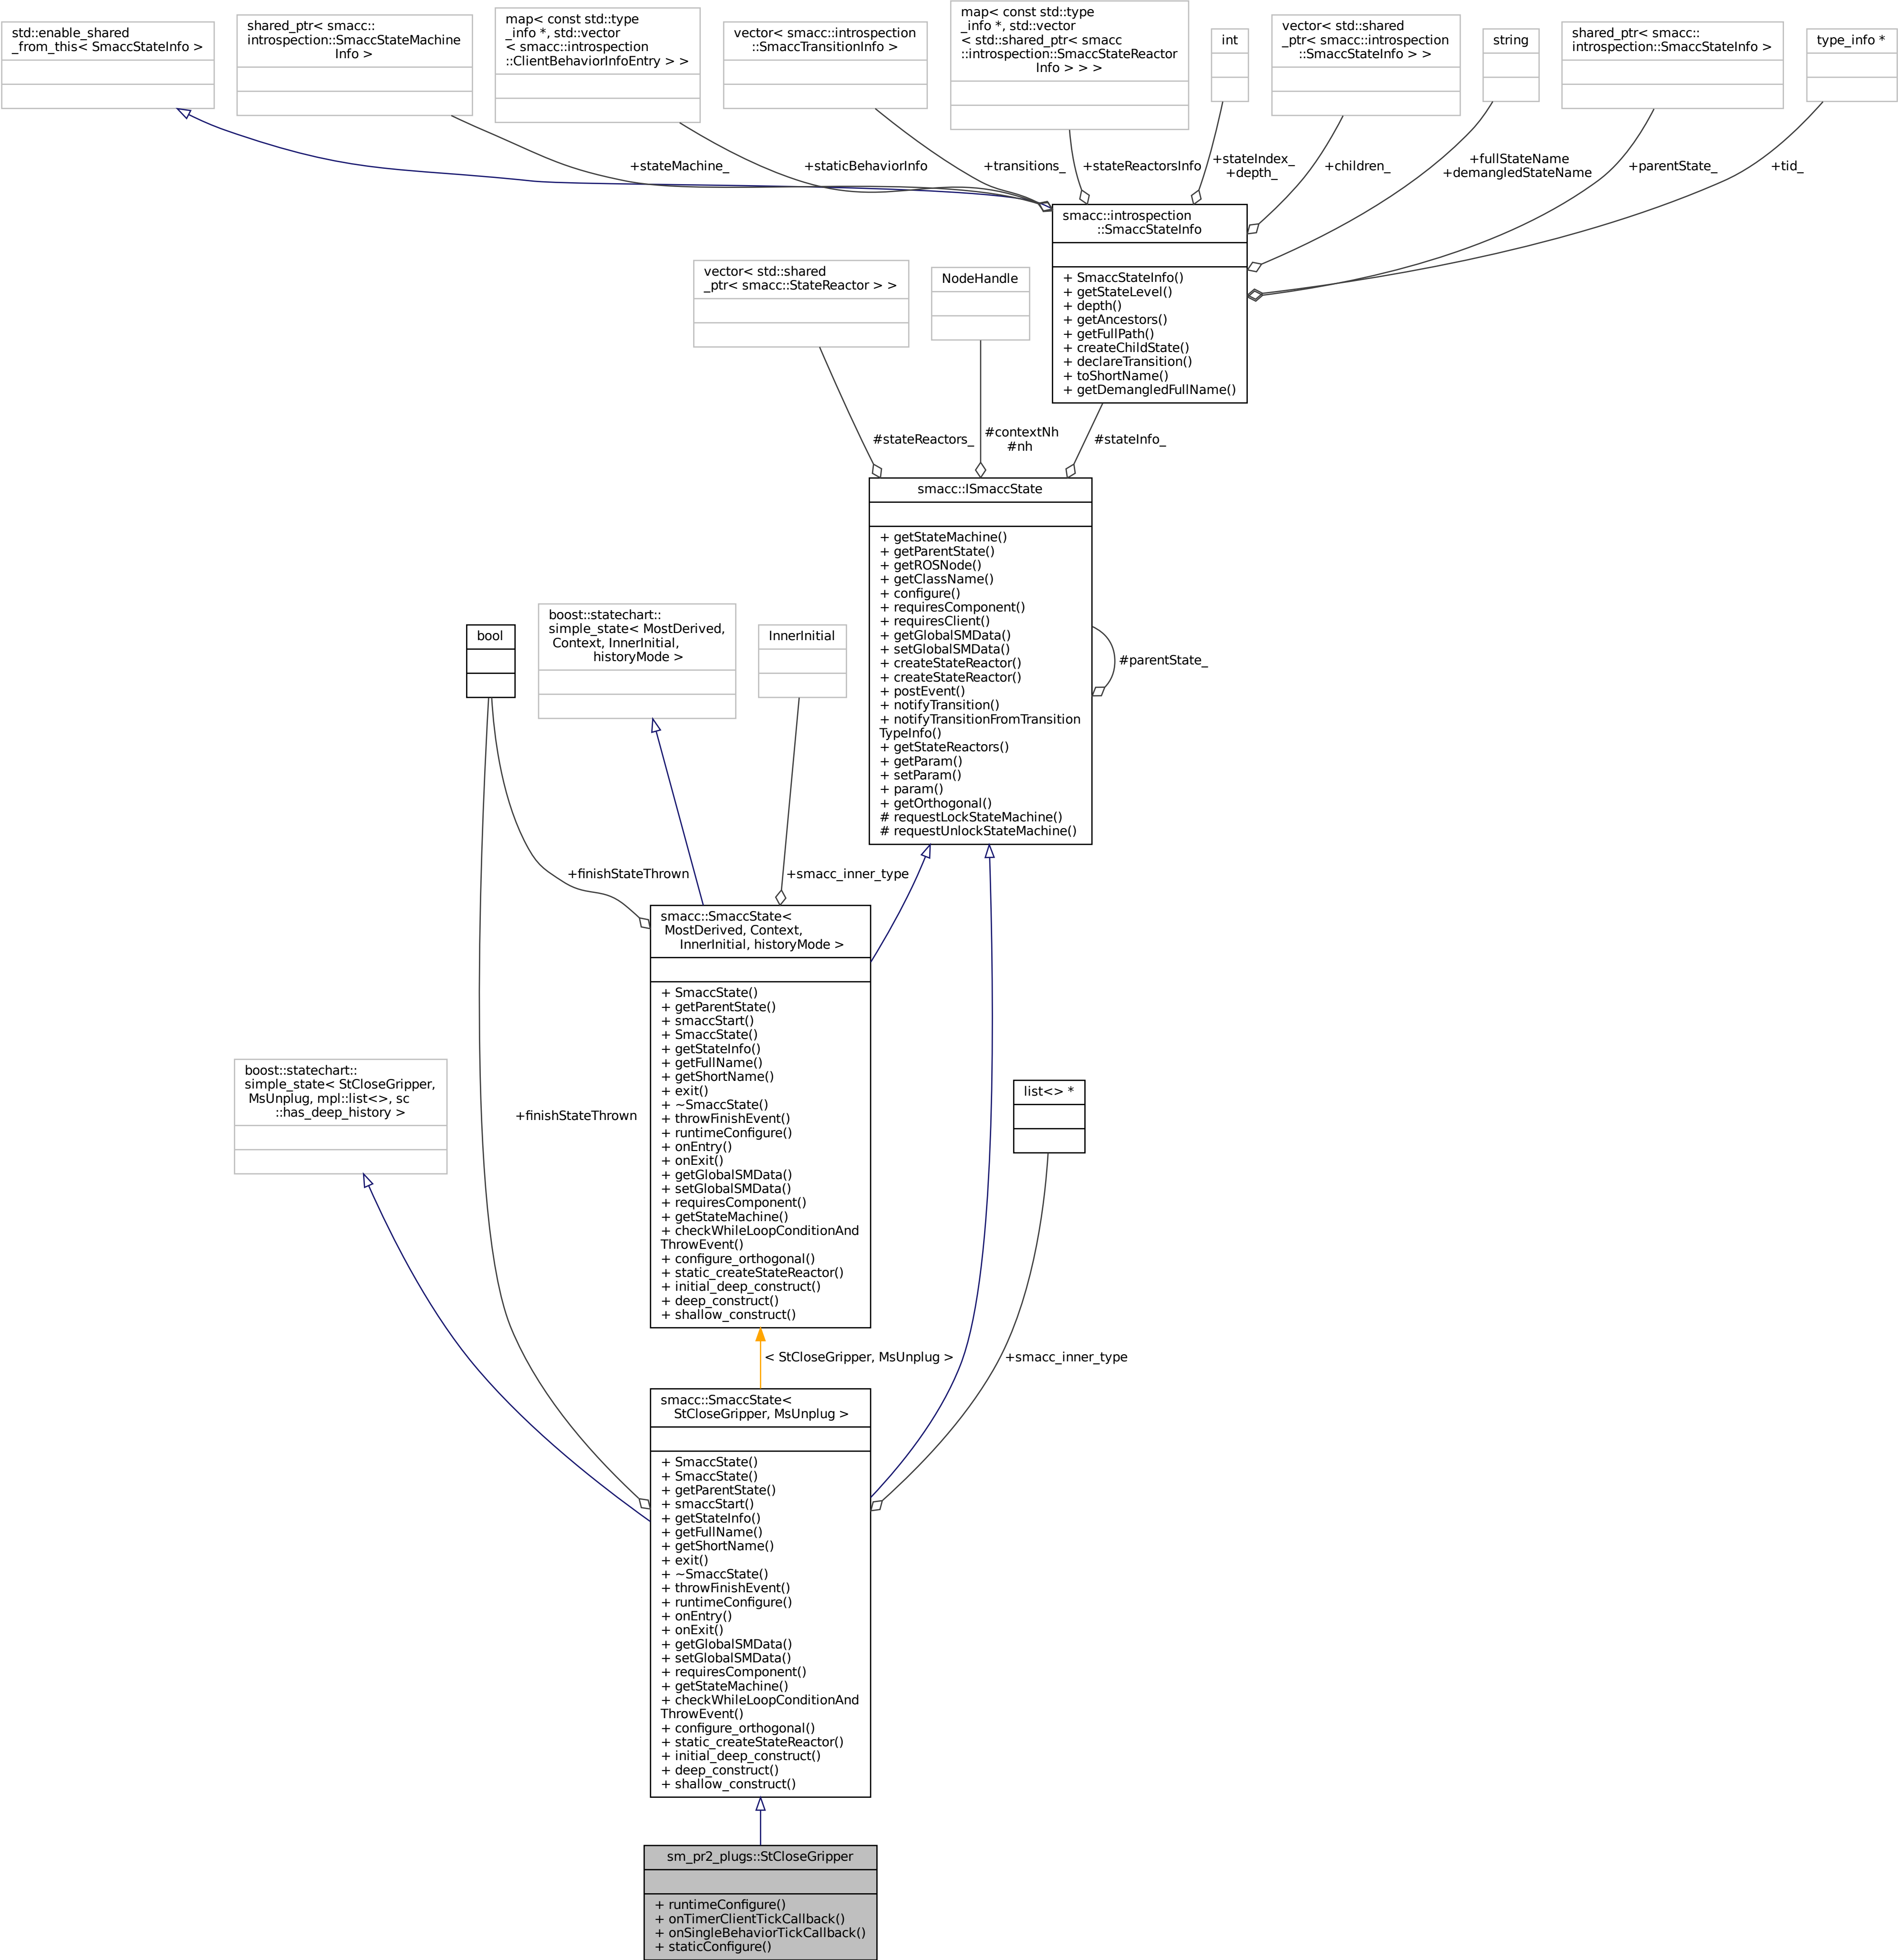 std::enable_shared
_from_this< SmaccStateInfo >
shared_ptr< smacc::
introspection::SmaccStateMachine
Info >
map< const std::type
_info *, std::vector
< smacc::introspection
::ClientBehaviorInfoEntry > >
vector< smacc::introspection
::SmaccTransitionInfo >
map< const std::type
_info *, std::vector
< std::shared_ptr< smacc
::introspection::SmaccStateReactor
Info > > >
int
vector< std::shared
_ptr< smacc::introspection
::SmaccStateInfo > >
string
shared_ptr< smacc::
introspection::SmaccStateInfo >
type_info *
+stateMachine_
+staticBehaviorInfo
+transitions_
+stateReactorsInfo
+stateIndex_
+depth_
+children_
+fullStateName
+demangledStateName
+parentState_
+tid_
smacc::introspection
::SmaccStateInfo
+ SmaccStateInfo()
+ getStateLevel()
+ depth()
+ getAncestors()
+ getFullPath()
+ createChildState()
+ declareTransition()
+ toShortName()
+ getDemangledFullName()
vector< std::shared
_ptr< smacc::StateReactor > >
NodeHandle
#stateReactors_
#contextNh
#nh
#stateInfo_
smacc::ISmaccState
+ getStateMachine()
+ getParentState()
+ getROSNode()
+ getClassName()
+ configure()
+ requiresComponent()
+ requiresClient()
+ getGlobalSMData()
+ setGlobalSMData()
+ createStateReactor()
+ createStateReactor()
+ postEvent()
+ notifyTransition()
+ notifyTransitionFromTransition
TypeInfo()
+ getStateReactors()
+ getParam()
+ setParam()
+ param()
+ getOrthogonal()
# requestLockStateMachine()
# requestUnlockStateMachine()
#parentState_
bool
boost::statechart::
simple_state< MostDerived,
Context, InnerInitial,
historyMode >
InnerInitial
+finishStateThrown
+smacc_inner_type
smacc::SmaccState<
MostDerived, Context,
InnerInitial, historyMode >
+ SmaccState()
+ getParentState()
+ smaccStart()
+ SmaccState()
+ getStateInfo()
+ getFullName()
+ getShortName()
+ exit()
+ ~SmaccState()
+ throwFinishEvent()
+ runtimeConfigure()
+ onEntry()
+ onExit()
+ getGlobalSMData()
+ setGlobalSMData()
+ requiresComponent()
+ getStateMachine()
+ checkWhileLoopConditionAnd
ThrowEvent()
+ configure_orthogonal()
+ static_createStateReactor()
+ initial_deep_construct()
+ deep_construct()
+ shallow_construct()
boost::statechart::
simple_state< StCloseGripper,
MsUnplug, mpl::list<>, sc
::has_deep_history >
+finishStateThrown
list<> *
< StCloseGripper, MsUnplug >
+smacc_inner_type
smacc::SmaccState<
StCloseGripper, MsUnplug >
+ SmaccState()
+ SmaccState()
+ getParentState()
+ smaccStart()
+ getStateInfo()
+ getFullName()
+ getShortName()
+ exit()
+ ~SmaccState()
+ throwFinishEvent()
+ runtimeConfigure()
+ onEntry()
+ onExit()
+ getGlobalSMData()
+ setGlobalSMData()
+ requiresComponent()
+ getStateMachine()
+ checkWhileLoopConditionAnd
ThrowEvent()
+ configure_orthogonal()
+ static_createStateReactor()
+ initial_deep_construct()
+ deep_construct()
+ shallow_construct()
sm_pr2_plugs::StCloseGripper
+ runtimeConfigure()
+ onTimerClientTickCallback()
+ onSingleBehaviorTickCallback()
+ staticConfigure()